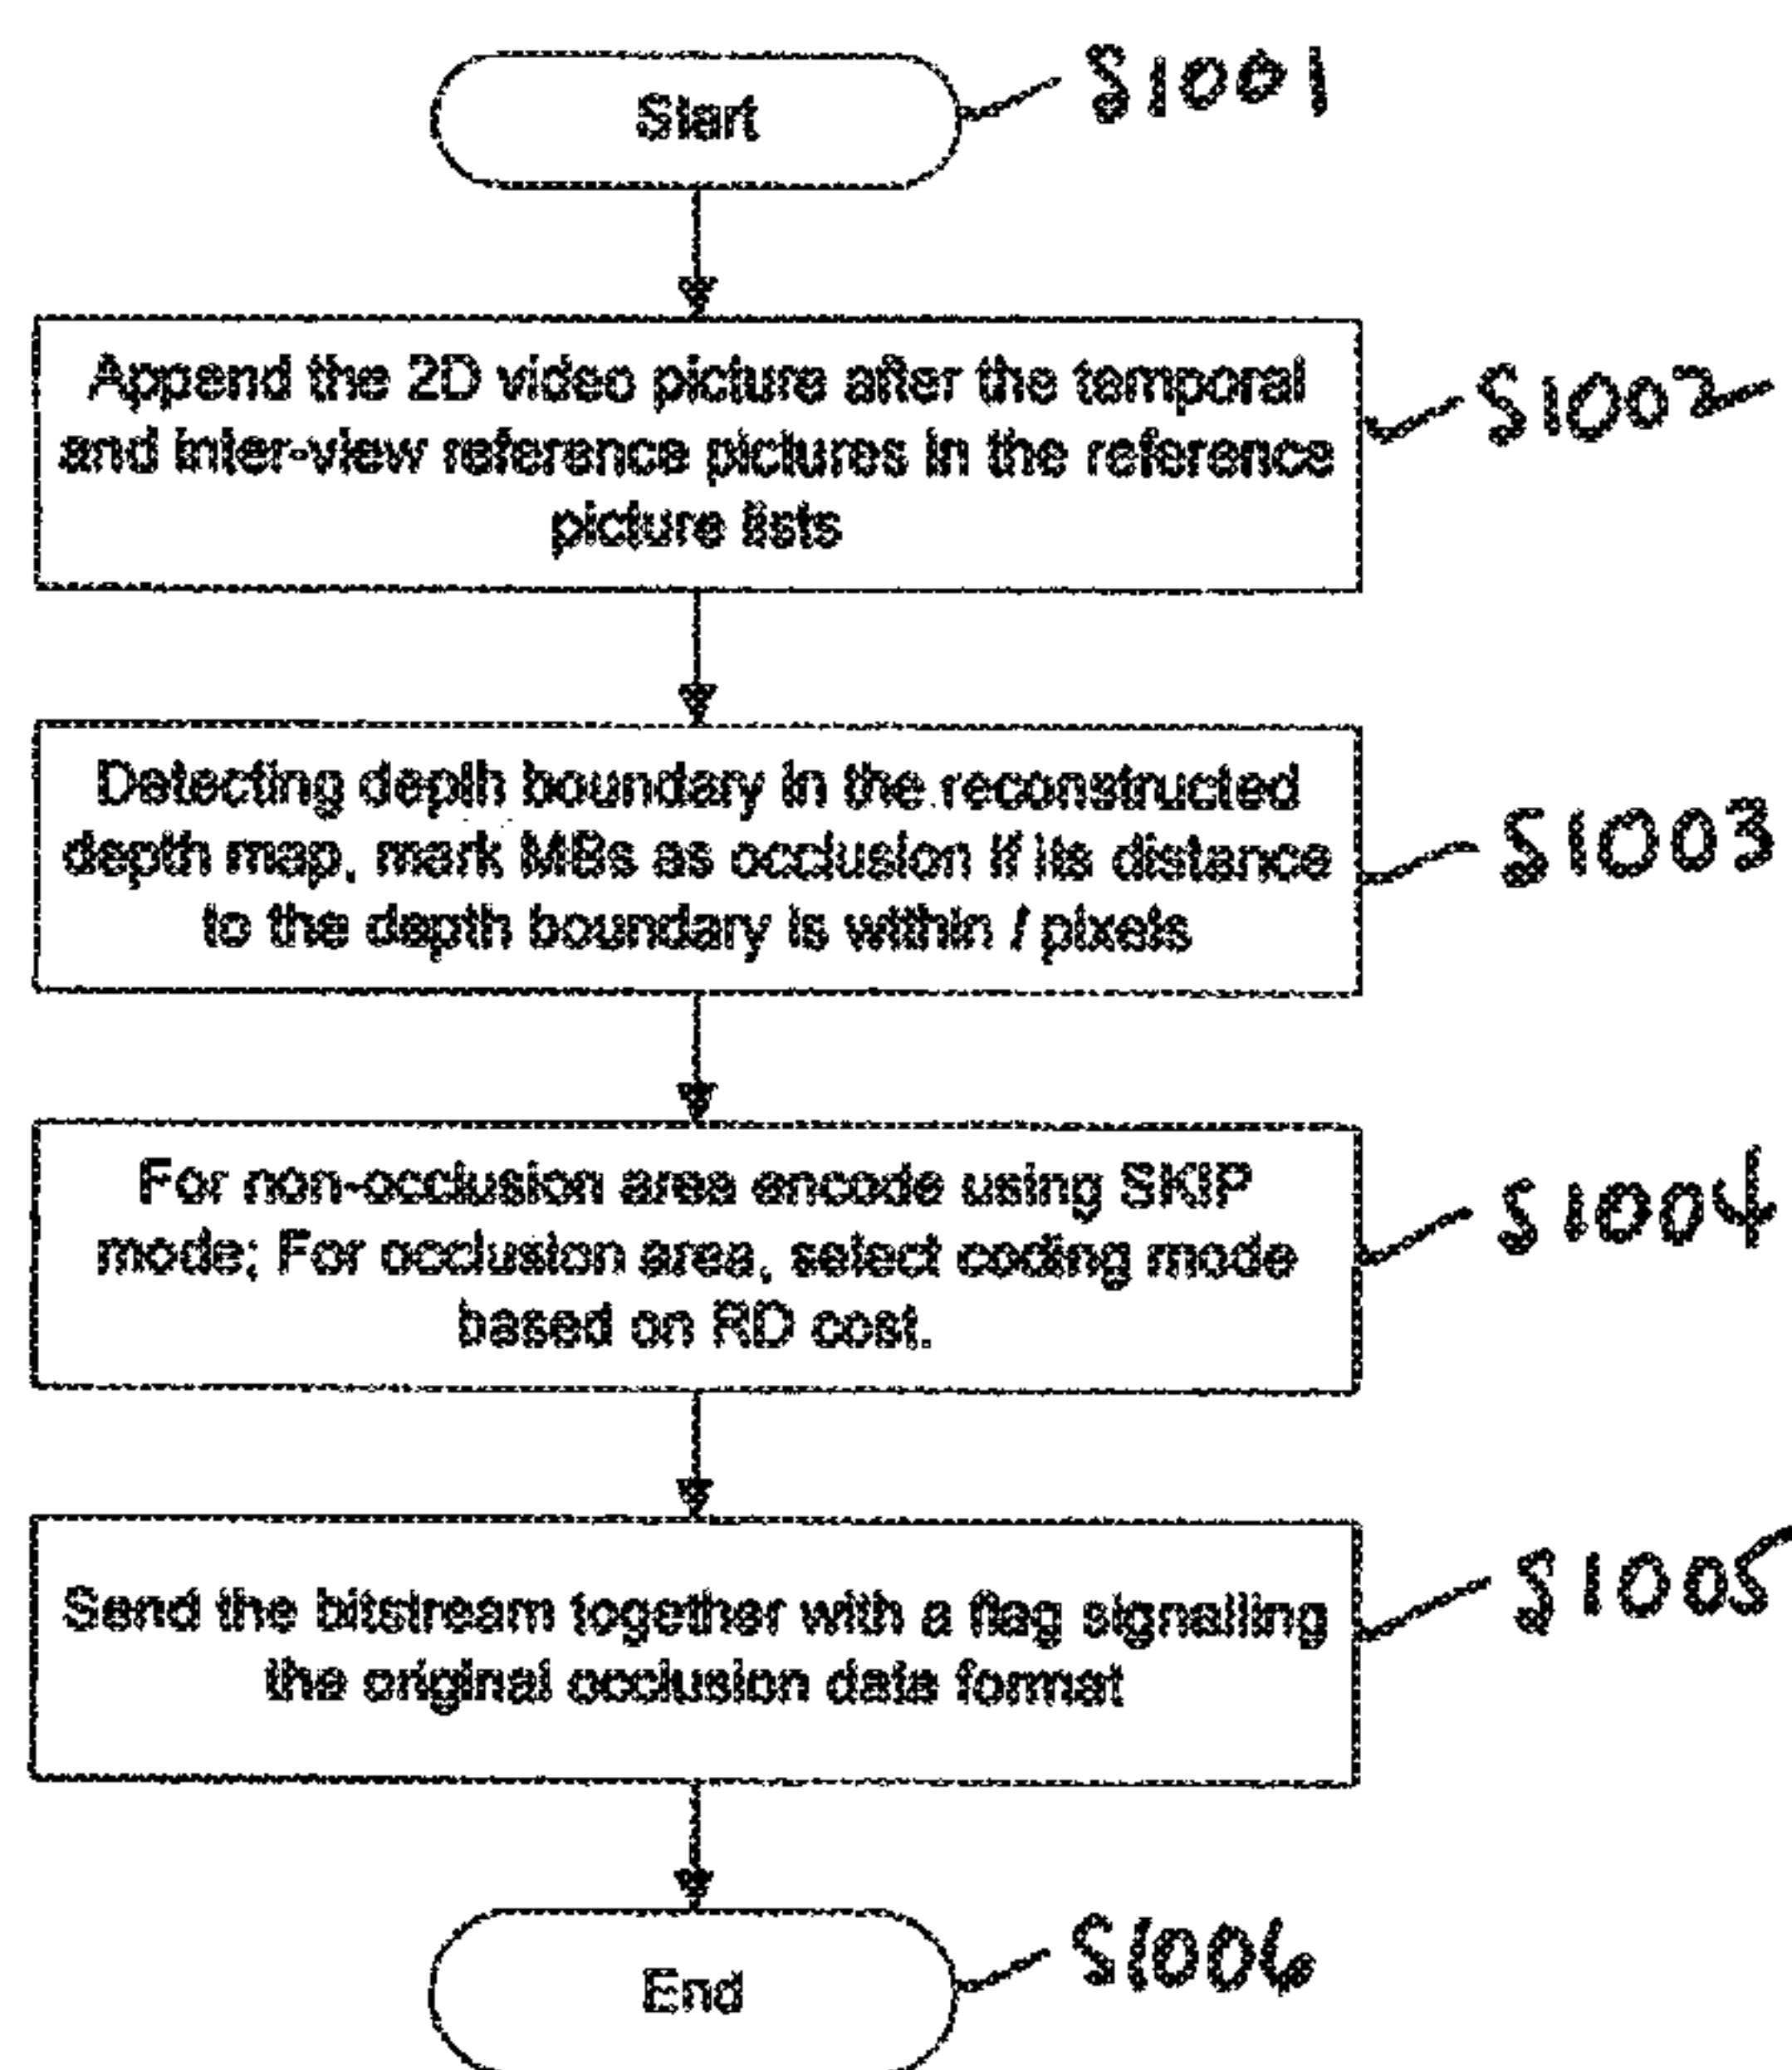 Start
S1001
Append the 2D video picture after the temporal
and inter-view reference pictures in the reference
picture lists
S1002
Detecting depth boundary in the reconstructed
depth map, mark MBs as occlusion if its distance
to the depth boundary is within l pixels
S1003
For non-occlusion area encode using SKIP
mode; For occlusion area, select coding mode
based on RD cost.
S1004
Send the bitstream together with a flag signalling
the original occlusion data format
S1005
End
S1006